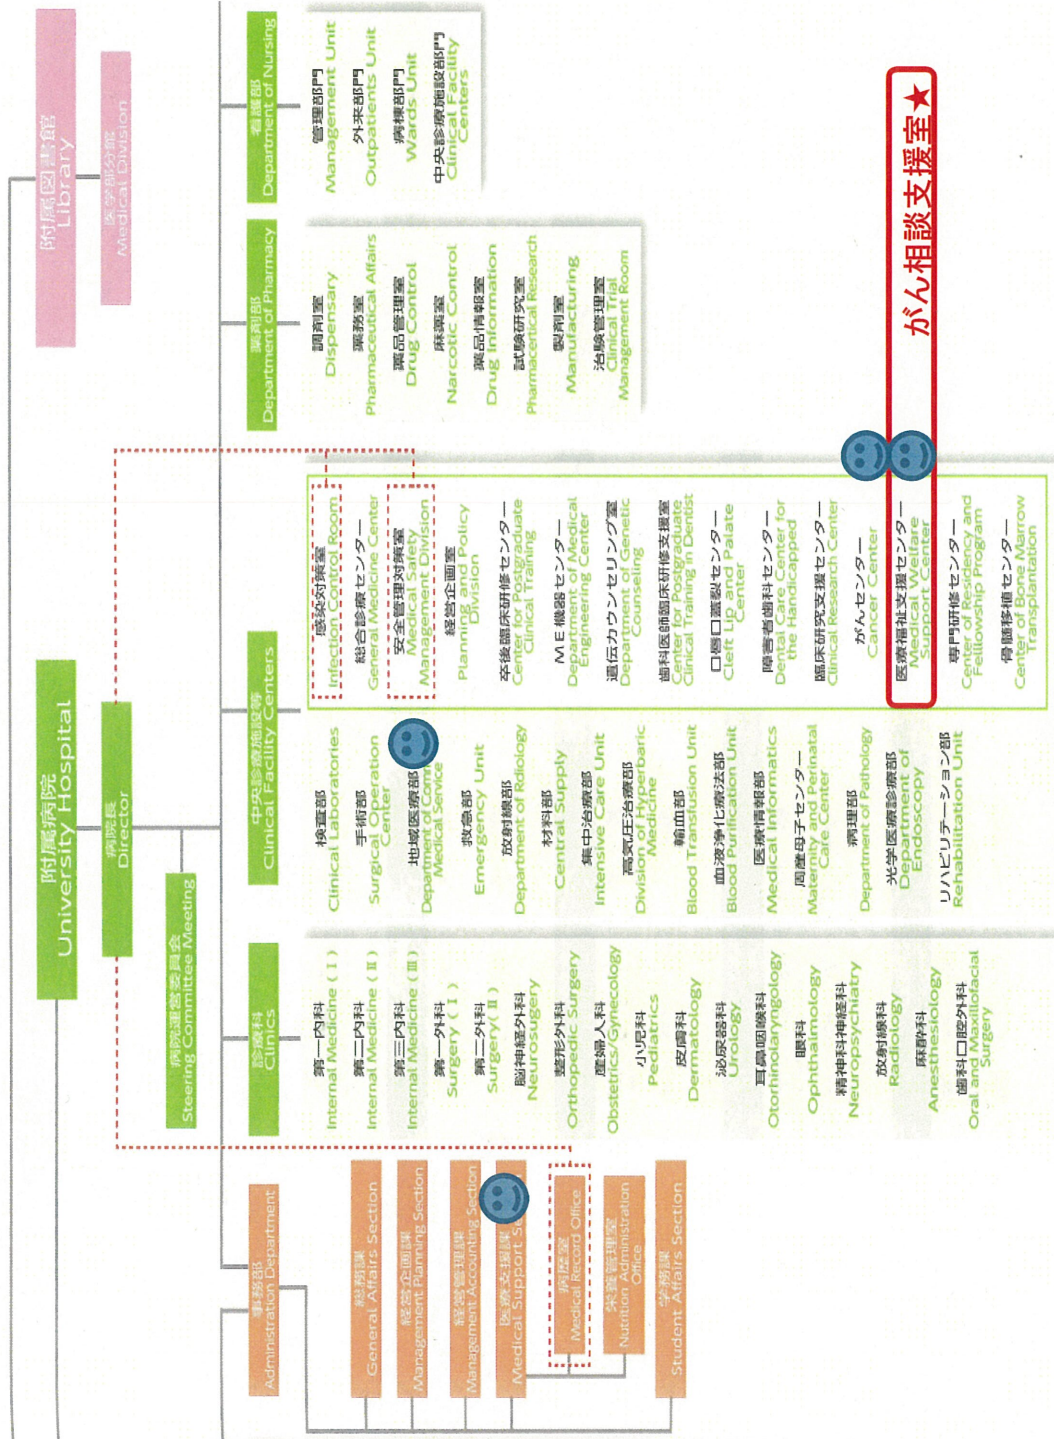 附属病院
University Hospital
附属図書館
Library
医学部分館
Medical Division
病院長
Director
病院運営委員会
Steering Committee Meeting
事務部
Administration Department
総務課
General Affairs Section
経営企画課
Management Planning Section
経営管理課
Management Accounting Section
医療支援課
Medical Support Se
病歴室
Medical Record Office
栄養管理室
Nutrition Administration
Office
学務課
Student Affairs Section
診療科
Clinics
第一内科
Internal Medicine (Ⅰ)
第二内科
Internal Medicine (Ⅱ)
第三内科
Internal Medicine (Ⅲ)
第一外科
Surgery (Ⅰ)
第二外科
Surgery(Ⅱ)
脳神経外科
Neurosurgery
整形外科
Orthopedic Surgery
産婦人科
Obstetrics/Gynecology
小児科
Pediatrics
皮膚科
Dermatology
泌尿器科
Urology
耳鼻咽喉科
Otorhinolaryngology
眼科
Ophthalmology
精神科神経科
Neuropsychiatry
放射線科
Radiology
麻酔科
Anesthesiology
歯科口腔外科
Oral and Maxillofacial
Surgery
中央診療施設等
Clinical Facility Centers
検査部
Clinical Laboratories
手術部
Surgical Operation
Center
地域医療部
Department of Comm
Medical Service
救急部
Emergency Unit
放射線部
Department of Radiology
材料部
Central Supply
集中治療部
Intensive Care Unit
高気圧治療部
Division of Hyperbaric
Medicine
輸血部
Blood Transfusion Unit
血液浄化療法部
Blood Purification Unit
医療情報部
Medical Informatics
周産母子センター
Maternity and Perinatal
Care Center
病理部
Department of Pathology
光学医療診療部
Department of
Endoscopy
リハビリテーション部
Rehabilitation Unit
感染対策室
Infection Control Room
総合診療センター
General Medicine Center
安全管理対策室
Medical Safety
Management Division
経営企画室
Planning and Policy
Division
卒後臨床研修センター
Center for Postgraduate
Clinical Training
ＭＥ機器センター
Department of Medical
Engineering Center
遺伝カウンセリング室
Department of Genetic
Counseling
歯科医師臨床研修支援室
Center for Postgraduate
Clinical Training in Dentist
口唇口蓋裂センター
Cleft Lip and Palate
Center
障害者歯科センター
Dental Care Center for
the Handicapped
臨床研究支援センター
Clinical Research Center
がんセンター
Cancer Center
医療福祉支援センター
Medical Welfare
Support Center
専門研修センター
Center of Residency and
Fellowship Program
骨髄移植センター
Center of Bone Marrow
Transplantation
がん相談支援室★
薬剤部
Department of Pharmacy
調剤室
Dispensary
薬務室
Pharmaceutical Affairs
薬品管理室
Drug Control
麻薬室
Narcotic Control
薬品情報室
Drug Information
試験研究室
Pharmaceutical Research
製剤室
Manufacturing
治験管理室
Clinical Trial
Management Room
看護部
Department of Nursing
管理部門
Management Unit
外来部門
Outpatients Unit
病棟部門
Wards Unit
中央診療施設部門
Clinical Facility
Centers